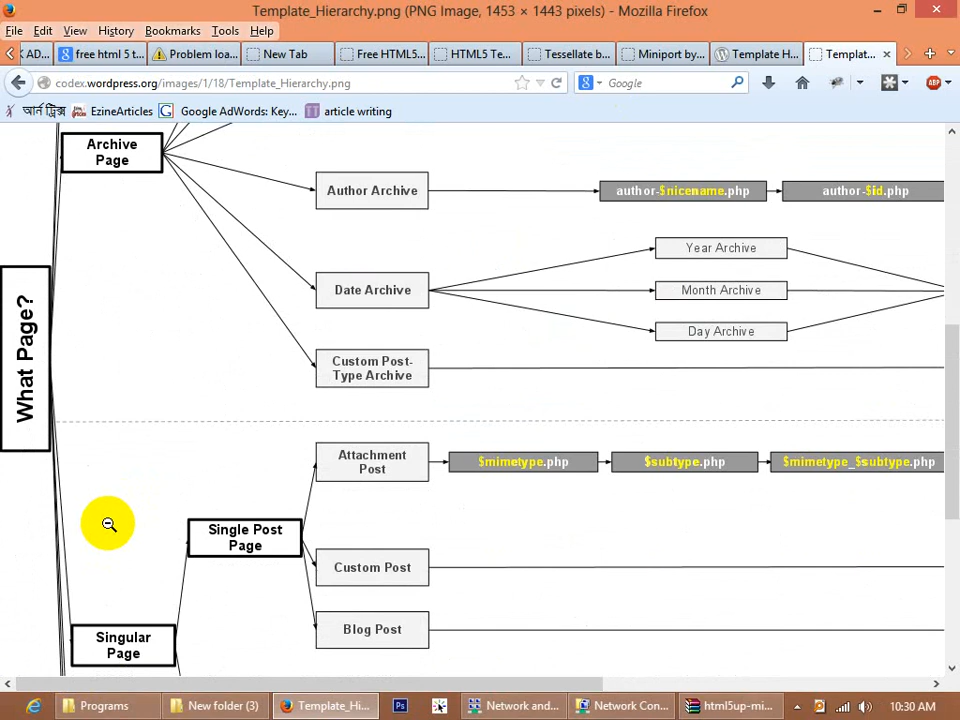 Template_Hierarchy.png (PNG Image, 1453 × 1443 pixels) - Mozilla Firefox
File Edit View History Bookmarks Tools Help
AD... free html 5 t... Problem loa... New Tab Free HTML5... HTML5 Te... Tessellate b... Miniport by... Template H... Templat...
codex.wordpress.org/images/1/18/Template_Hierarchy.png Google
আর্ন ট্রিক্স EzineArticles Google AdWords: Key... article writing
Archive
Page
Author Archive author-$nicename.php author-$id.php
Year Archive
Date Archive Month Archive
Day Archive
What Page?
Custom Post-
Type Archive
Attachment
Post
$mimetype.php $subtype.php $mimetype_$subtype.php
Single Post
Page
Custom Post
Blog Post
Singular
Page
Programs New folder (3) Template_Hi... Ps Network and... Network Con... html5up-mi... 10:30 AM